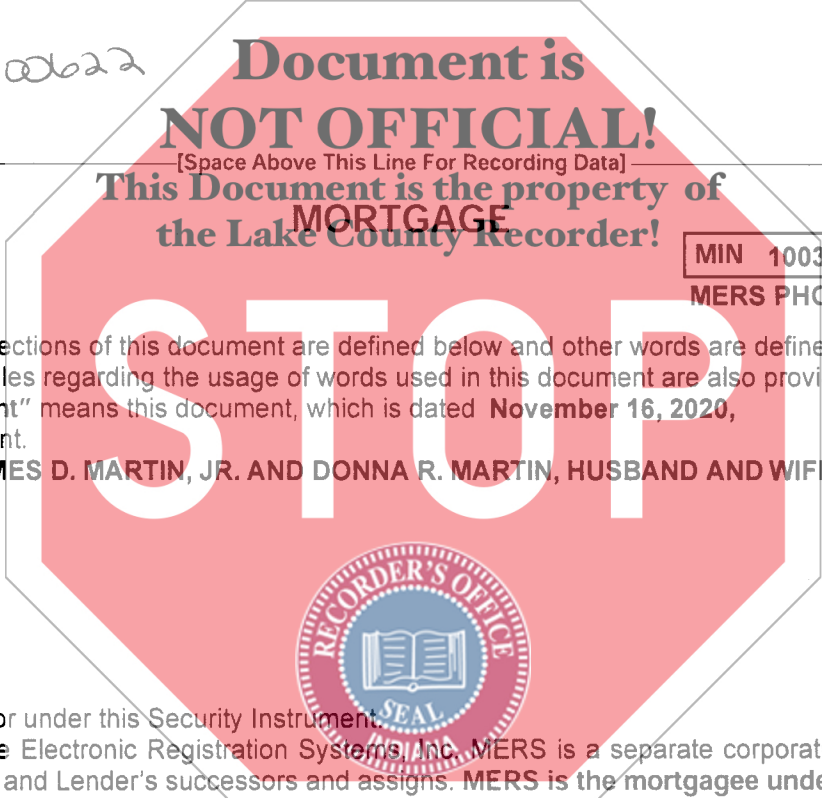 00622
Document is
NOT OFFICIAL!
[Space Above This Line For Recording Data]
This Document is the property of
MORTGAGE
the Lake County Recorder!
MIN 1003
MERS PHO
STOP
ections of this document are defined below and other words are define
les regarding the usage of words used in this document are also provi
nt” means this document, which is dated November 16, 2020,
nt.
MES D. MARTIN, JR. AND DONNA R. MARTIN, HUSBAND AND WIF
RECORDER'S OFFICE
SEAL
INDIANA
or under this Security Instrument.
e Electronic Registration Systems, Inc. MERS is a separate corporat
and Lender's successors and assigns. MERS is the mortgagee unde